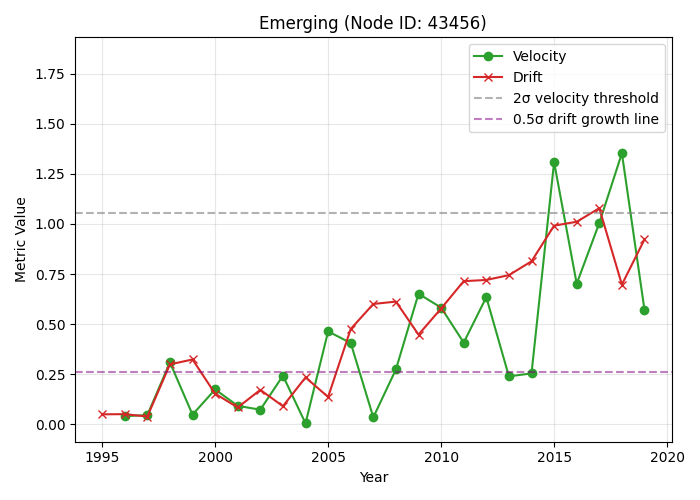 Emerging (Node ID: 43456)
Velocity
Drift
2σ velocity threshold
0.5σ drift growth line
Metric Value
1.75
1.50
1.25
1.00
0.75
0.50
0.25
0.00
1995 2000 2005 2010 2015 2020
Year